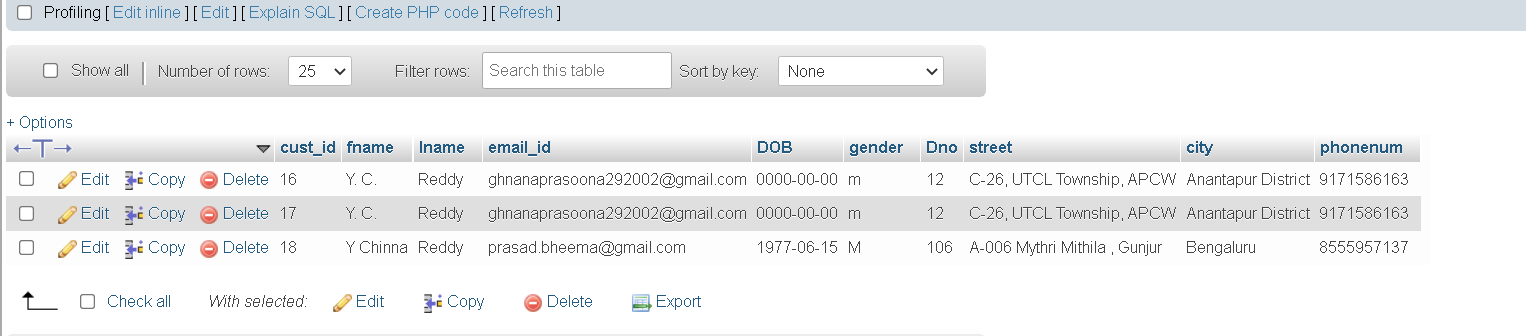 Profiling [ Edit inline ] [ Edit ] [ Explain SQL ] [ Create PHP code ] [ Refresh ]
Show all | Number of rows: 25 Filter rows: Search this table Sort by key: None
+ Options
←T→ cust_id fname lname email_id DOB gender Dno street city phonenum
Edit Copy Delete 16 Y. C. Reddy ghnanaprasoona292002@gmail.com 0000-00-00 m 12 C-26, UTCL Township, APCW Anantapur District 9171586163
Edit Copy Delete 17 Y. C. Reddy ghnanaprasoona292002@gmail.com 0000-00-00 m 12 C-26, UTCL Township, APCW Anantapur District 9171586163
Edit Copy Delete 18 Y Chinna Reddy prasad.bheema@gmail.com 1977-06-15 M 106 A-006 Mythri Mithila , Gunjur Bengaluru 8555957137
Check all With selected: Edit Copy Delete Export